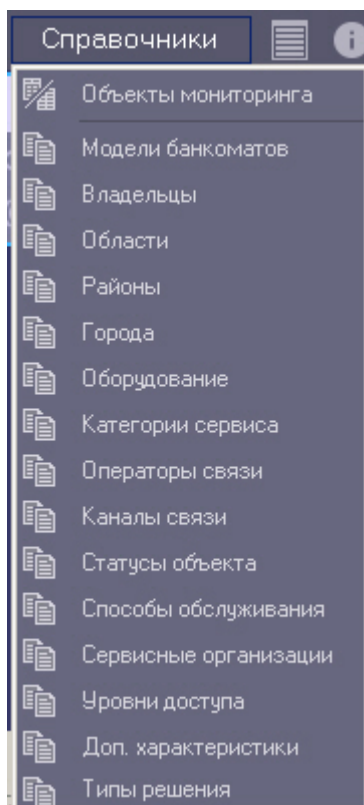 Справочники
Объекты мониторинга
Модели банкоматов
Владельцы
Области
Районы
Города
Оборудование
Категории сервиса
Операторы связи
Каналы связи
Статусы объекта
Способы обслуживания
Сервисные организации
Уровни доступа
Доп. характеристики
Типы решения